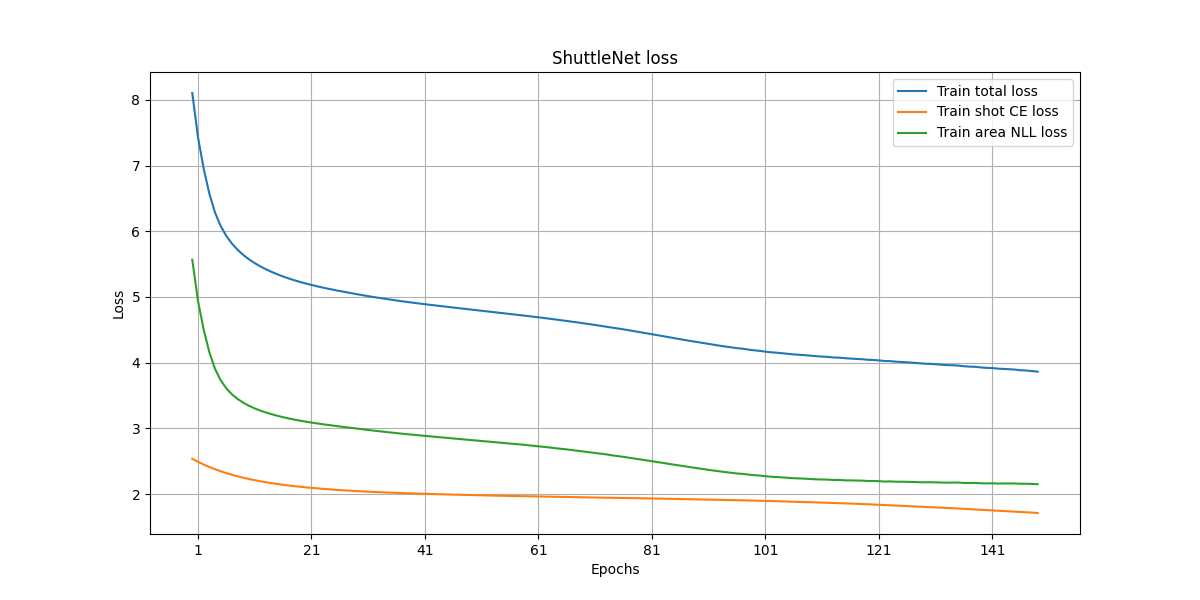 ShuttleNet loss
Train total loss
Train shot CE loss
Train area NLL loss
8
7
6
5
4
3
2
Loss
1 21 41 61 81 101 121 141
Epochs